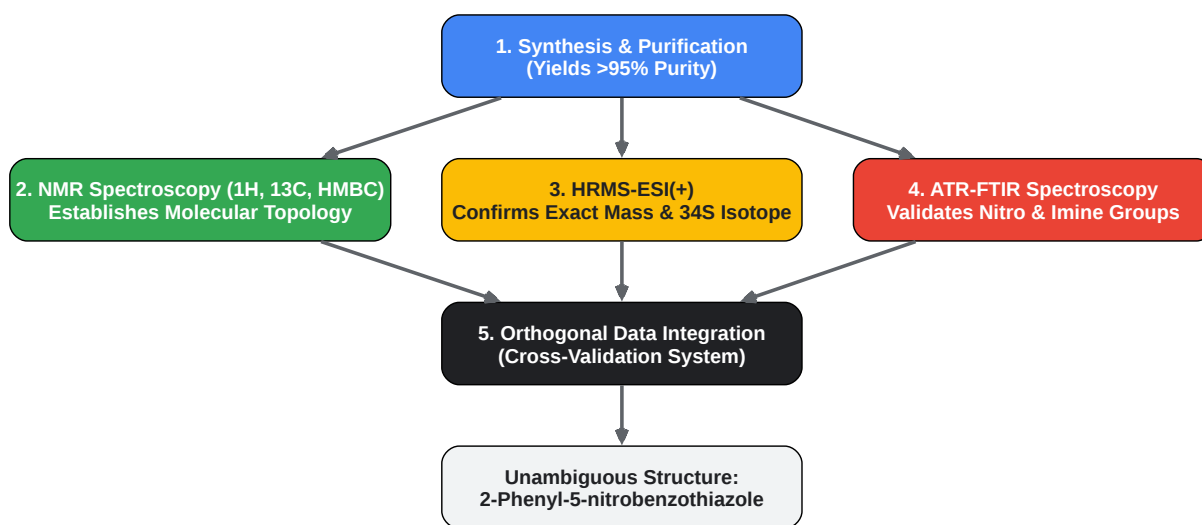 1. Synthesis & Purification
(Yields >95% Purity)
2. NMR Spectroscopy (1H, 13C, HMBC)
Establishes Molecular Topology
3. HRMS-ESI(+)
Confirms Exact Mass & 34S Isotope
4. ATR-FTIR Spectroscopy
Validates Nitro & Imine Groups
5. Orthogonal Data Integration
(Cross-Validation System)
Unambiguous Structure:
2-Phenyl-5-nitrobenzothiazole